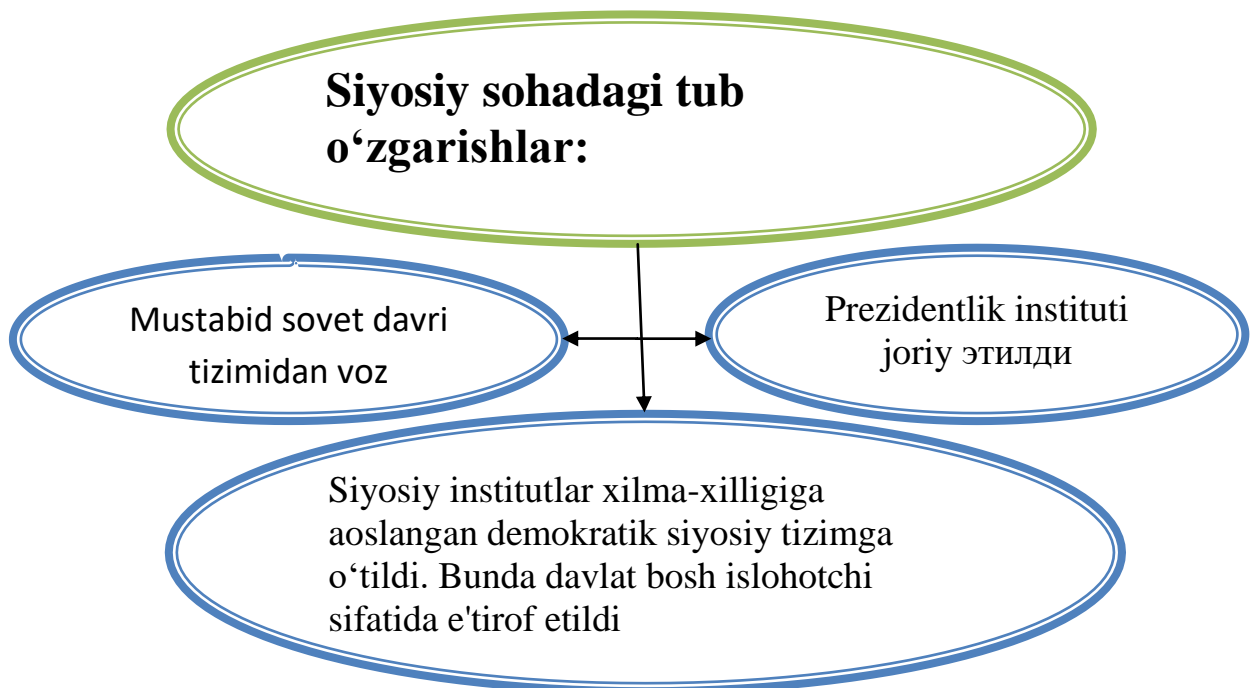 Siyosiy sohadagi tub
o‘zgarishlar:
Mustabid sovet davri
tizimidan voz
Prezidentlik instituti
joriy этилди
Siyosiy institutlar xilma-xilligiga
aoslangan demokratik siyosiy tizimga
o‘tildi. Bunda davlat bosh islohotchi
sifatida e'tirof etildi